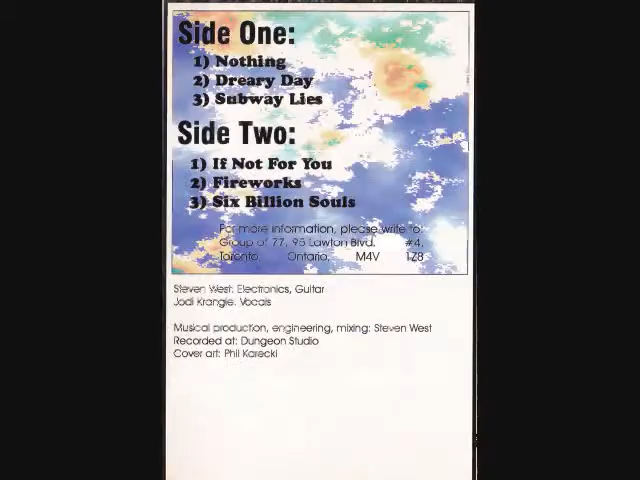 Side One:
1) Nothing
2) Dreary Day
3) Subway Lies
Side Two:
1) If Not For You
2) Fireworks
3) Six Billion Souls
For more information, please write to:
Group of 77, 95 Lawton Blvd. #4,
Toronto, Ontario, M4V 1Z8
Steven West: Electronics, Guitar
Jodi Krangle: Vocals
Musical production, engineering, mixing: Steven West
Recorded at: Dungeon Studio
Cover art: Phil Karecki